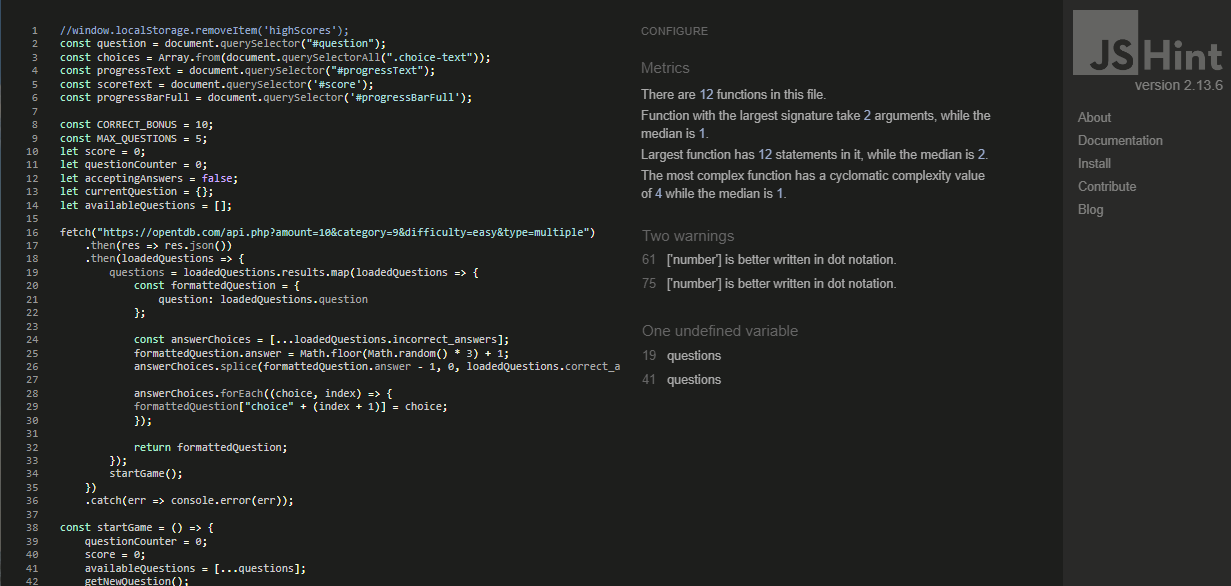 1 //window.localStorage.removeItem('highScores');
2 const question = document.querySelector("#question");
3 const choices = Array.from(document.querySelectorAll(".choice-text"));
4 const progressText = document.querySelector("#progressText");
5 const scoreText = document.querySelector('#score');
6 const progressBarFull = document.querySelector('#progressBarFull');
7
8 const CORRECT_BONUS = 10;
9 const MAX_QUESTIONS = 5;
10 let score = 0;
11 let questionCounter = 0;
12 let acceptingAnswers = false;
13 let currentQuestion = {};
14 let availableQuestions = [];
15
16 fetch("https://opentdb.com/api.php?amount=10&category=9&difficulty=easy&type=multiple")
17 .then(res => res.json())
18 .then(loadedQuestions => {
19 questions = loadedQuestions.results.map(loadedQuestions => {
20 const formattedQuestion = {
21 question: loadedQuestions.question
22 };
23
24 const answerChoices = [...loadedQuestions.incorrect_answers];
25 formattedQuestion.answer = Math.floor(Math.random() * 3) + 1;
26 answerChoices.splice(formattedQuestion.answer - 1, 0, loadedQuestions.correct_a
27
28 answerChoices.forEach((choice, index) => {
29 formattedQuestion["choice" + (index + 1)] = choice;
30 });
31
32 return formattedQuestion;
33 });
34 startGame();
35 })
36 .catch(err => console.error(err));
37
38 const startGame = () => {
39 questionCounter = 0;
40 score = 0;
41 availableQuestions = [...questions];
42 getNewQuestion();
CONFIGURE
Metrics
There are 12 functions in this file.
Function with the largest signature take 2 arguments, while the
median is 1.
Largest function has 12 statements in it, while the median is 2.
The most complex function has a cyclomatic complexity value
of 4 while the median is 1.
Two warnings
61 ['number'] is better written in dot notation.
75 ['number'] is better written in dot notation.
One undefined variable
19 questions
41 questions
JSHint
version 2.13.6
About
Documentation
Install
Contribute
Blog